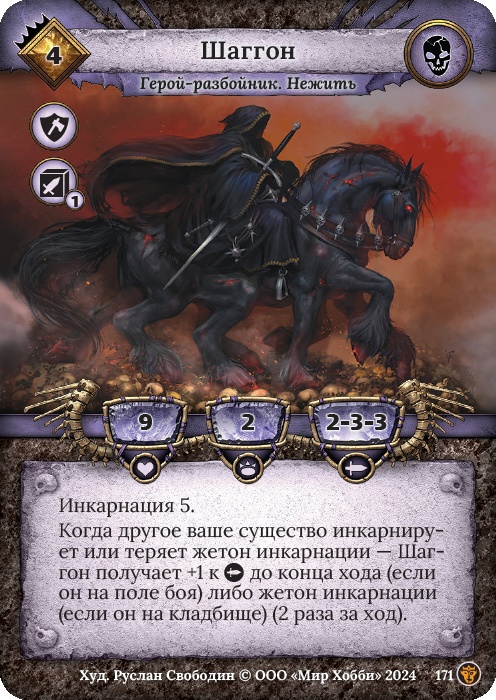 4
Шаггон
Герой-разбойник. Нежить
1
9
2
2-3-3
Инкарнация 5.
Когда другое ваше существо инкарниру-
ет или теряет жетон инкарнации — Шаг-
гон получает +1 к до конца хода (если
он на поле боя) либо жетон инкарнации
(если он на кладбище) (2 раза за ход).
Худ. Руслан Свободин © ООО «Мир Хобби» 2024 171